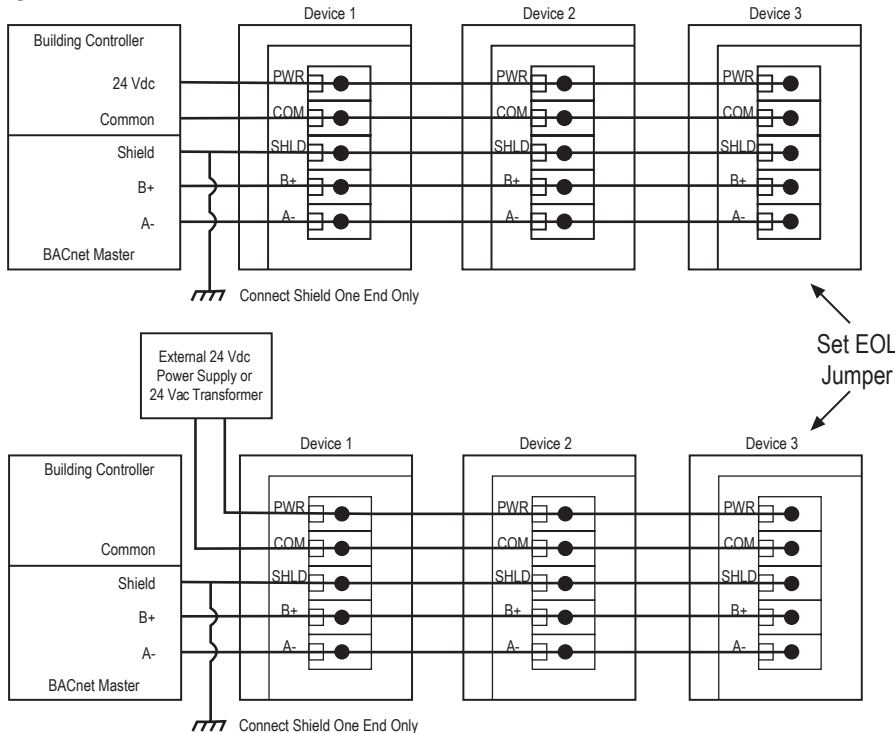 Device 1
Device 2
Device 3
Building Controller
24 Vdc
PWR
PWR
PWR
Common
COM
COM
COM
Shield
SHLD
SHLD
SHLD
B+
B+
B+
B+
A-
A-
A-
A-
BACnet Master
Connect Shield One End Only
Set EOL
Jumper
External 24 Vdc
Power Supply or
24 Vac Transformer
Device 1
Device 2
Device 3
Building Controller
PWR
PWR
PWR
Common
COM
COM
COM
Shield
SHLD
SHLD
SHLD
B+
B+
B+
B+
A-
A-
A-
A-
BACnet Master
Connect Shield One End Only